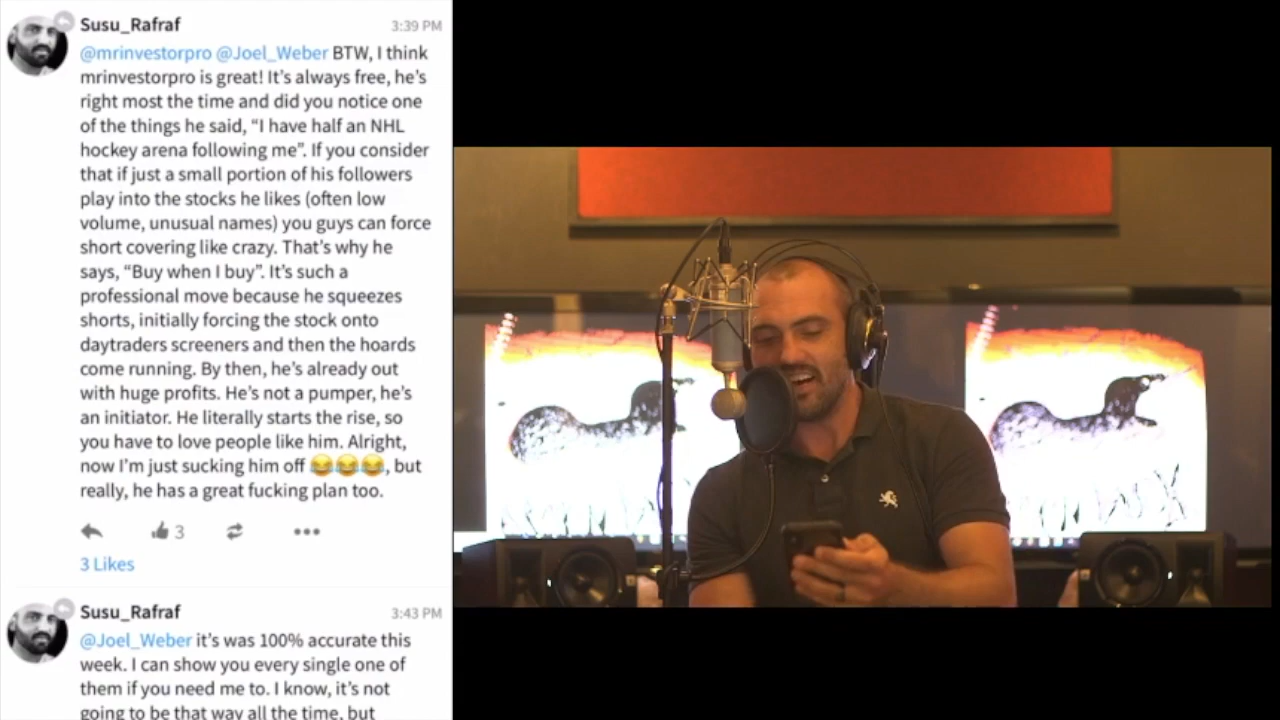 Susu_Rafraf 3:39 PM
@mrinvestorpro @Joel_Weber BTW, I think
mrinvestorpro is great! It’s always free, he’s
right most the time and did you notice one
of the things he said, “I have half an NHL
hockey arena following me”. If you consider
that if just a small portion of his followers
play into the stocks he likes (often low
volume, unusual names) you guys can force
short covering like crazy. That’s why he
says, “Buy when I buy”. It’s such a
professional move because he squeezes
shorts, initially forcing the stock onto
daytraders screeners and then the hoards
come running. By then, he’s already out
with huge profits. He’s not a pumper, he’s
an initiator. He literally starts the rise, so
you have to love people like him. Alright,
now I’m just sucking him off 😂😂😂, but
really, he has a great fucking plan too.
3
3 Likes
Susu_Rafraf 3:43 PM
@Joel_Weber it’s was 100% accurate this
week. I can show you every single one of
them if you need me to. I know, it’s not
going to be that way all the time, but